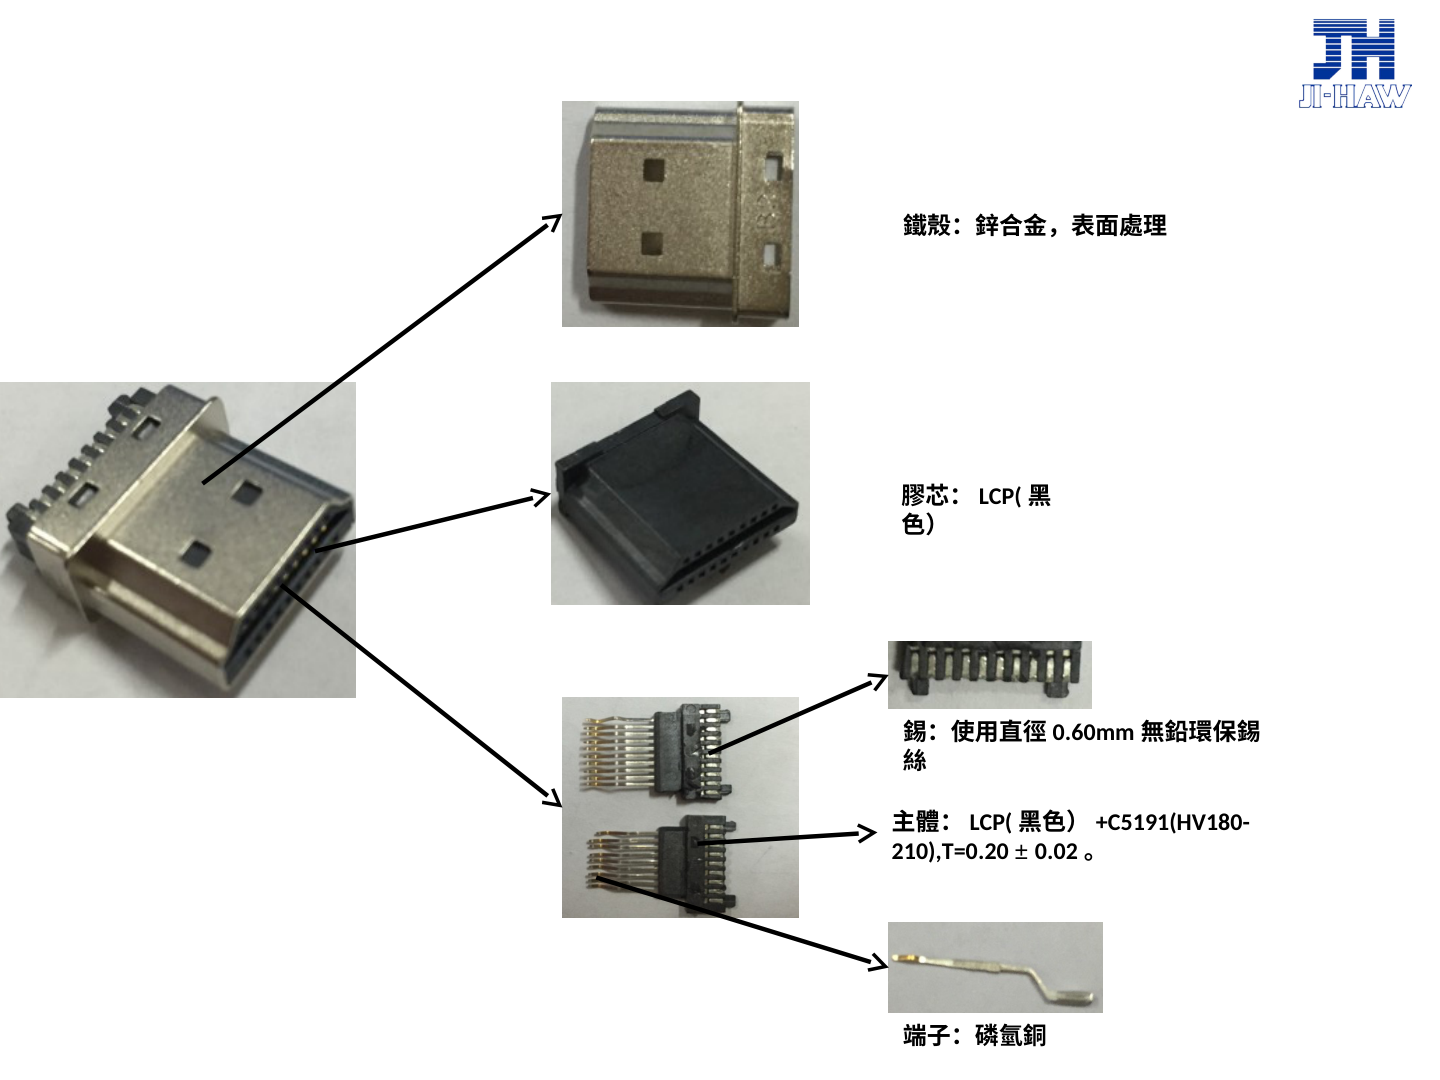 JH
JI-HAW
鐵殼：鋅合金，表面處理
膠芯： LCP( 黑
色）
錫：使用直徑 0.60mm 無鉛環保錫
絲
主體： LCP( 黑色） +C5191(HV180-
210),T=0.20 ± 0.02 。
端子：磷氫銅